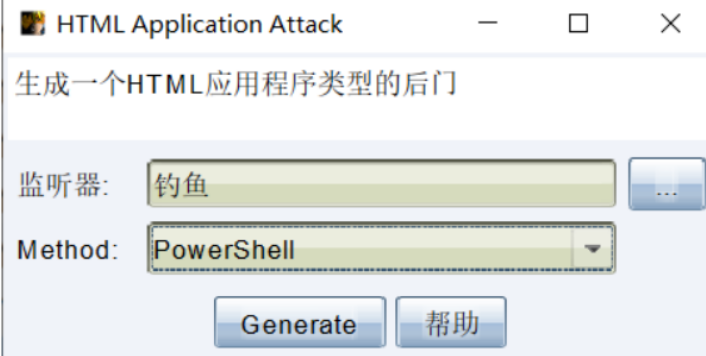 HTML Application Attack
生成一个HTML应用程序类型的后门
监听器: 钓鱼 ...
Method: PowerShell
Generate 帮助